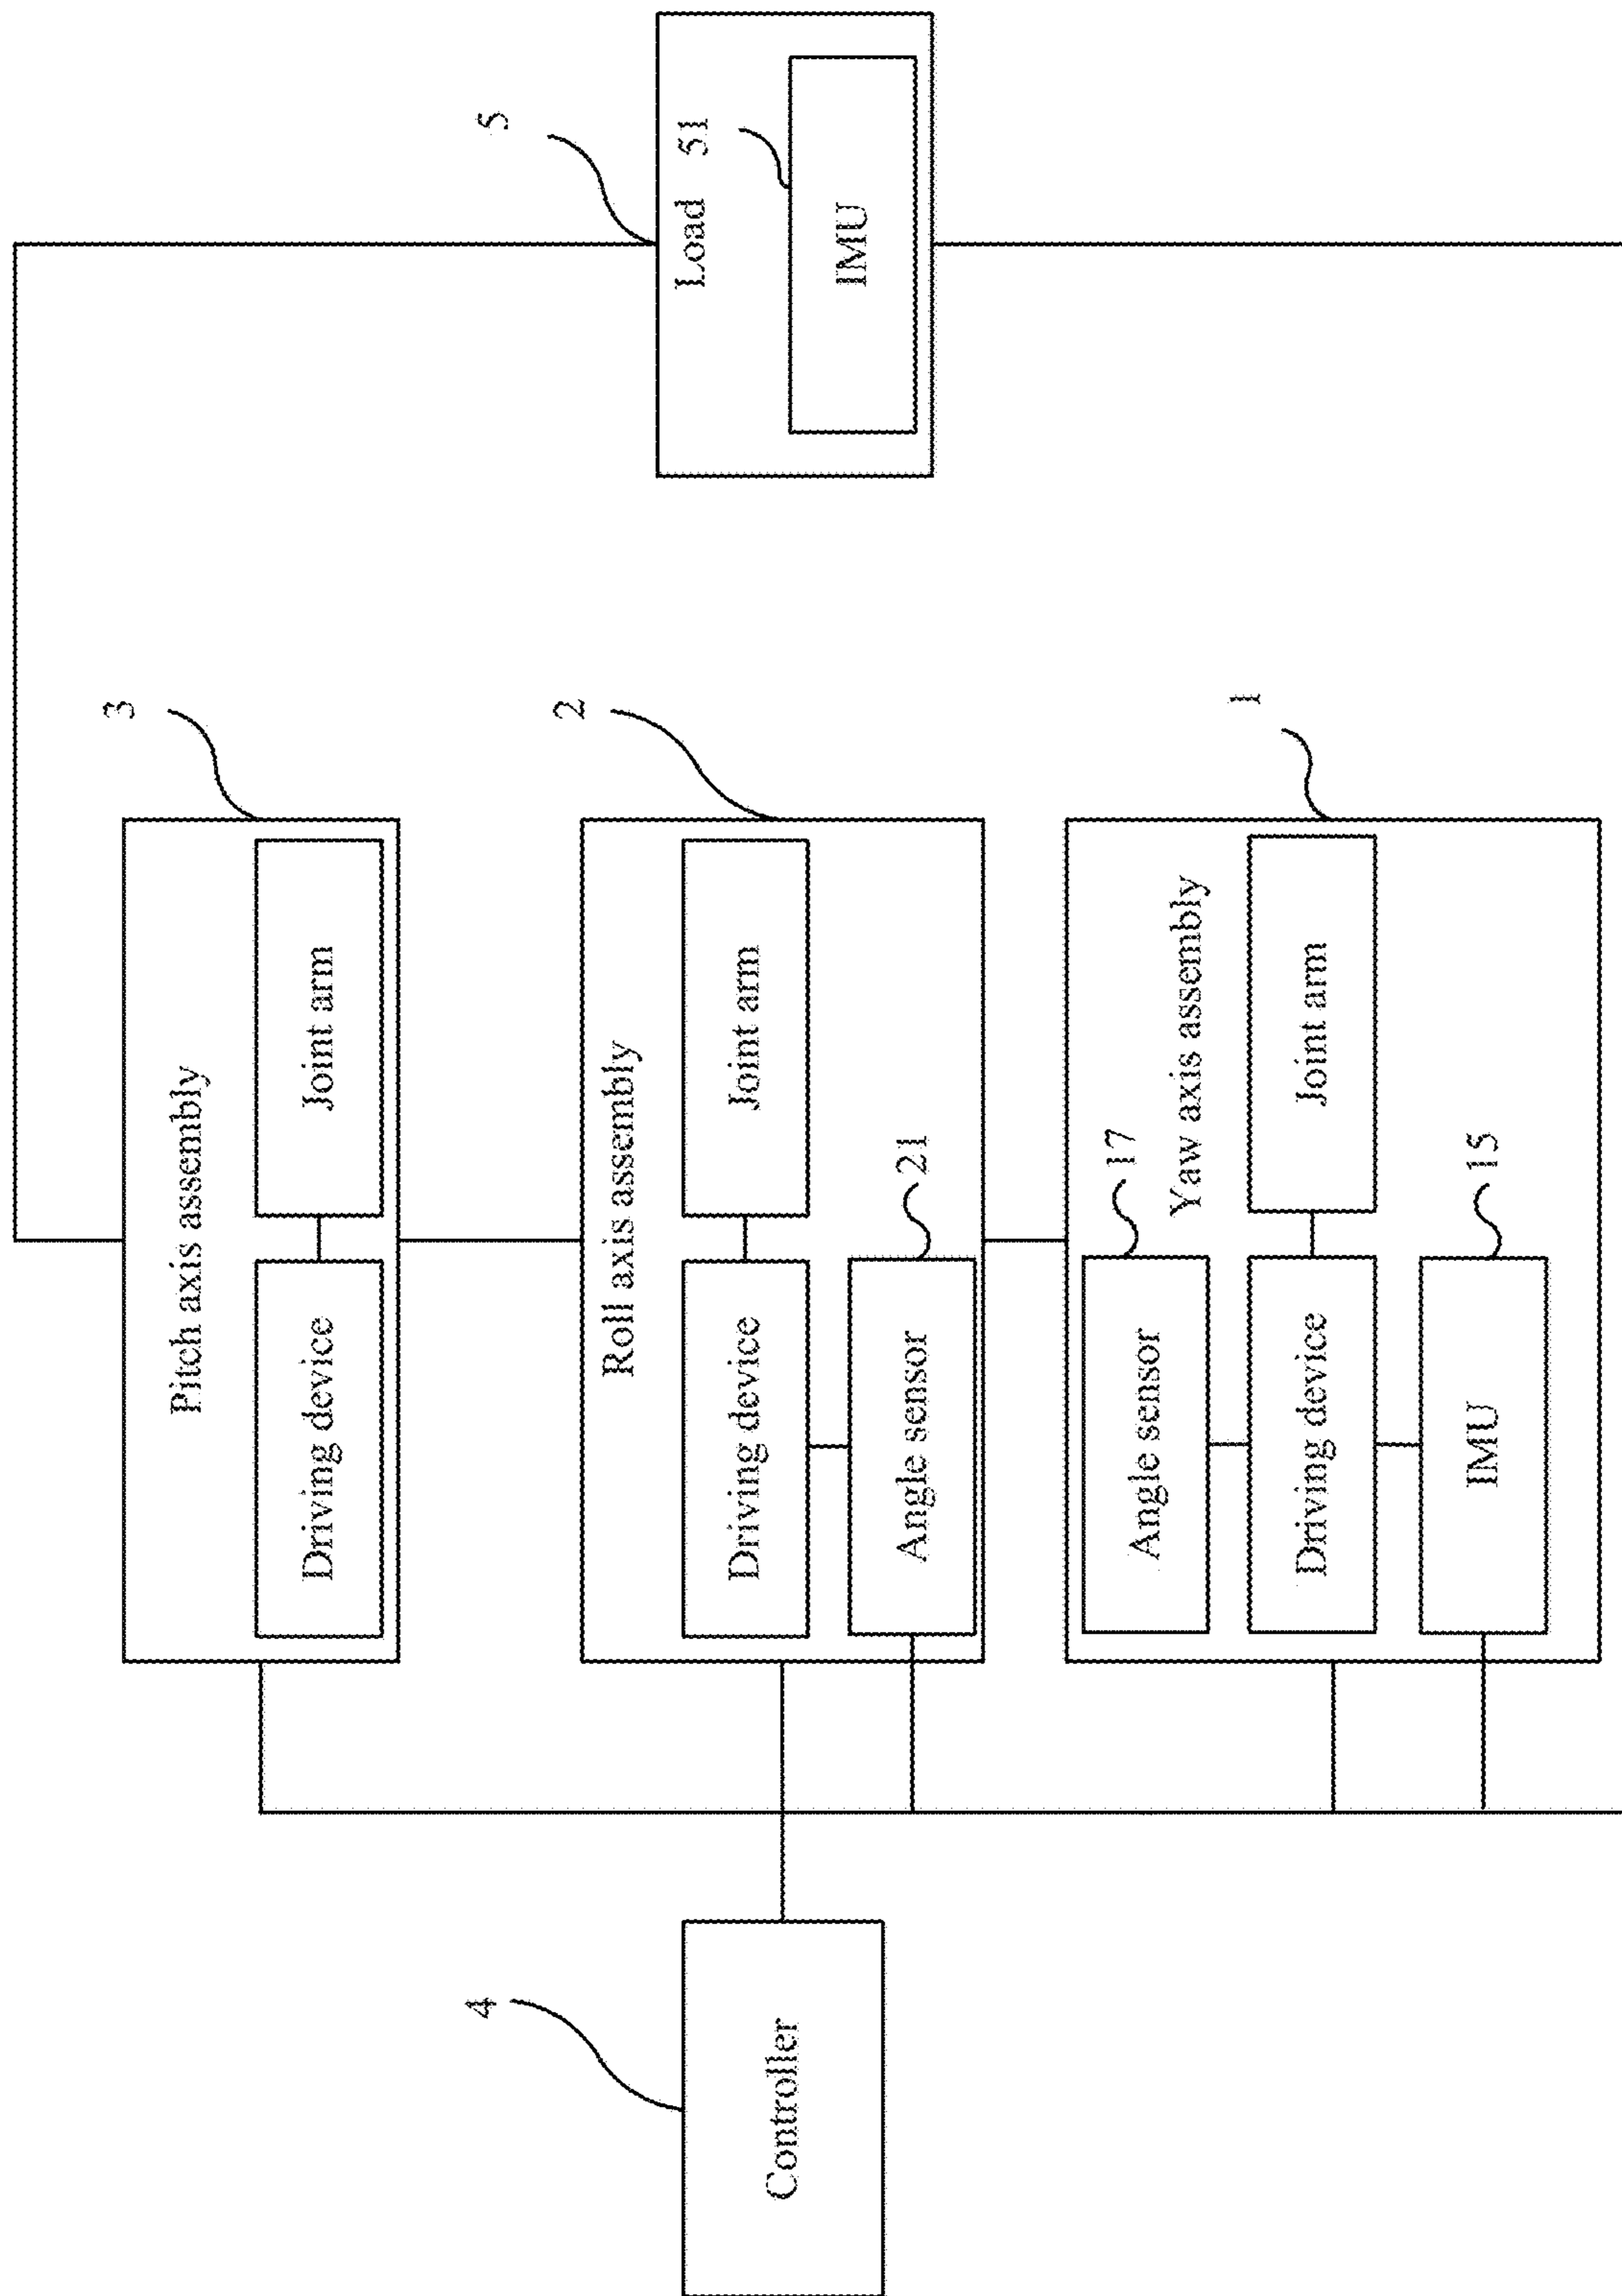 4
Controller
3
Pitch axis assembly
Driving device
Joint arm
2
Roll axis assembly
Driving device
Joint arm
Angle sensor
21
1
Angle sensor
17
Yaw axis assembly
Driving device
Joint arm
IMU
15
5
Load
51
IMU